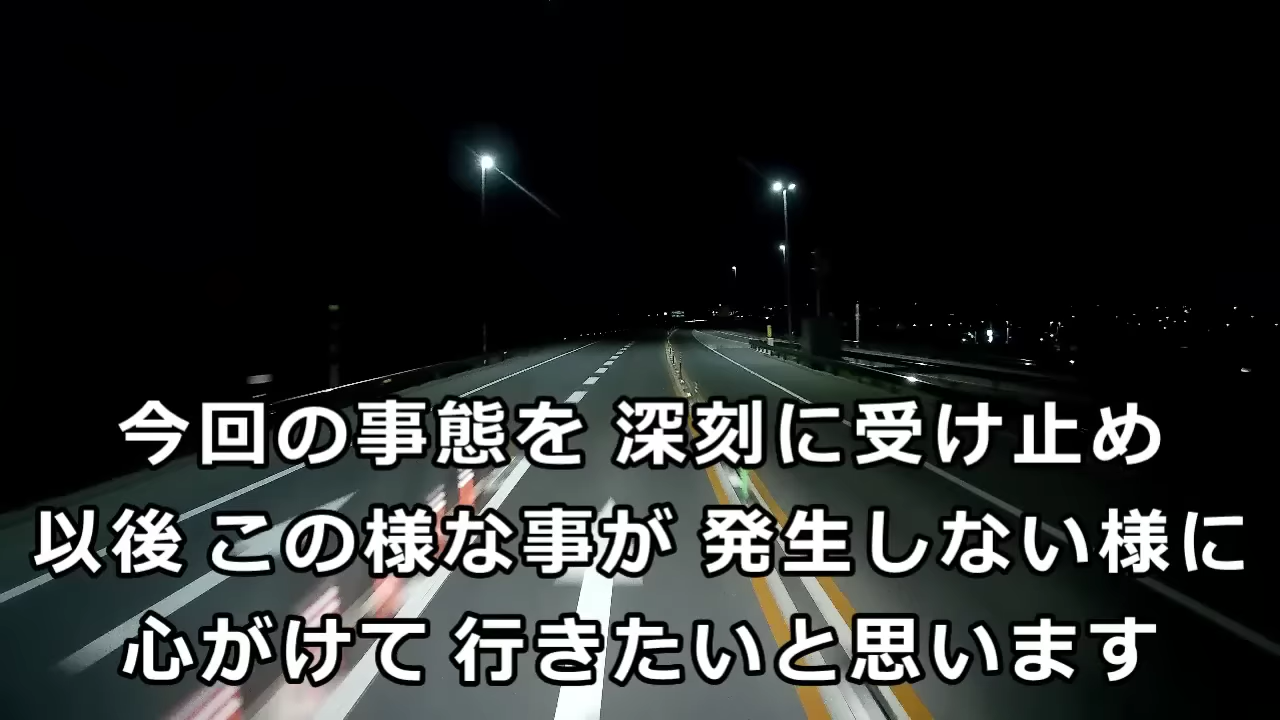 今回の事態を 深刻に受け止め
以後 この様な事が 発生しない様に
心がけて 行きたいと思います